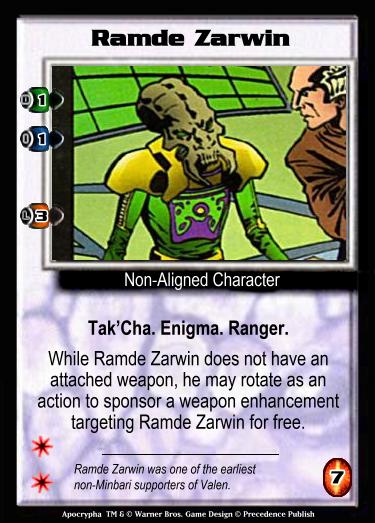 Ramde Zarwin
D 1
I 1
L 3
Non-Aligned Character
Tak'Cha. Enigma. Ranger.
While Ramde Zarwin does not have an
attached weapon, he may rotate as an
action to sponsor a weapon enhancement
targeting Ramde Zarwin for free.
Ramde Zarwin was one of the earliest
non-Minbari supporters of Valen.
7
Apocrypha TM & © Warner Bros. Game Design © Precedence Publish